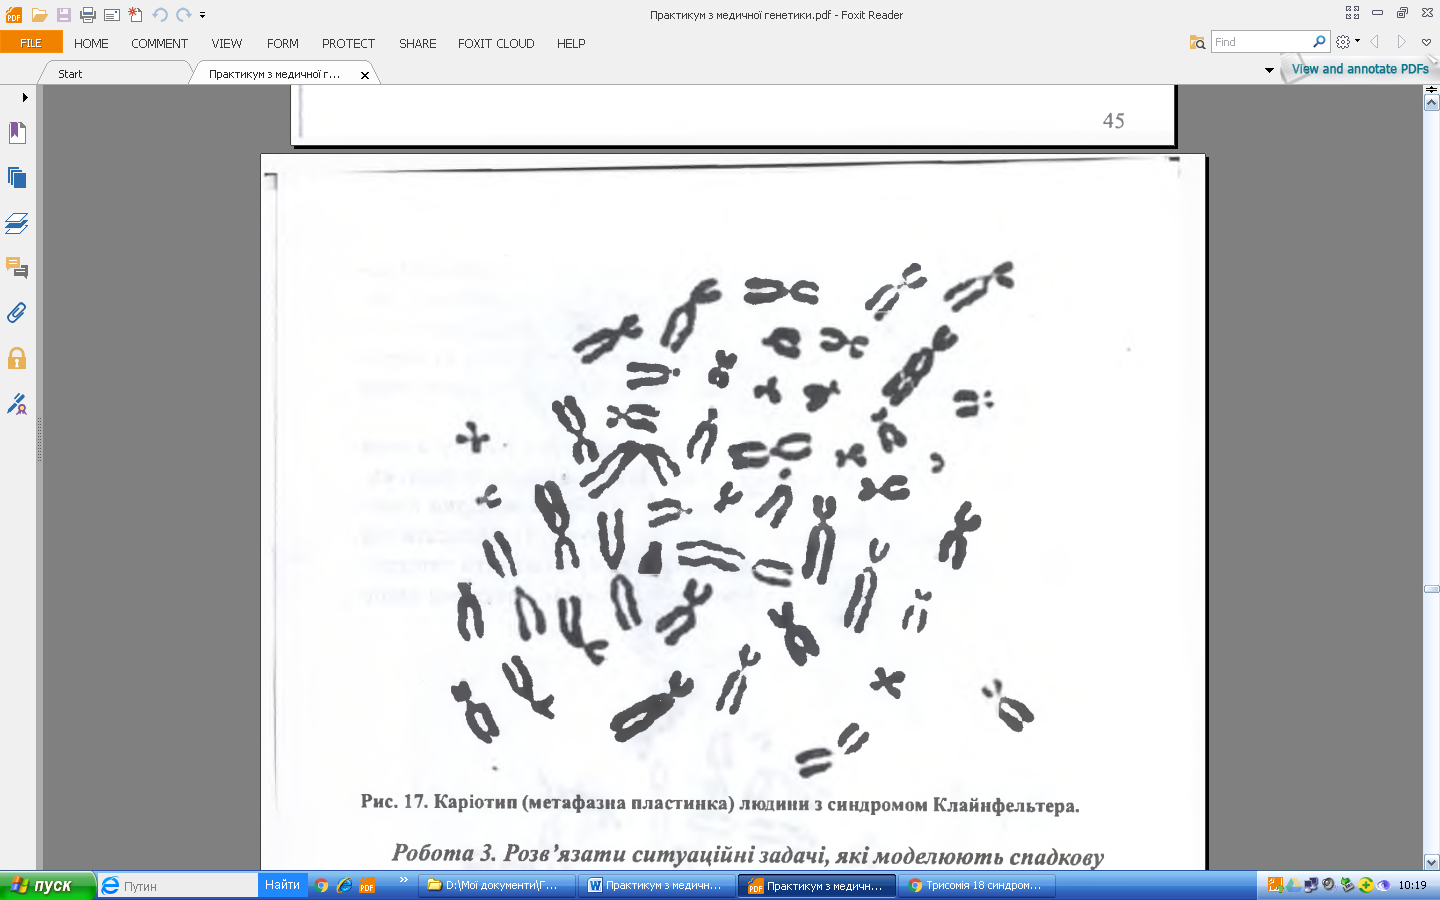 Практикум з медичної генетики.pdf - Foxit Reader
FILE HOME COMMENT VIEW FORM PROTECT SHARE FOXIT CLOUD HELP
Find
Start
Практикум з медичної г...
View and annotate PDFs
45
Рис. 17. Каріотип (метафазна пластинка) людини з синдромом Клайнфельтера.
Робота 3. Розв’язати ситуаційні задачі, які моделюють спадкову
пуск
Путин
Найти
D:\Мої документи\Г...
Практикум з медичн...
Практикум з медичн...
Трисомія 18 синдром...
10:19